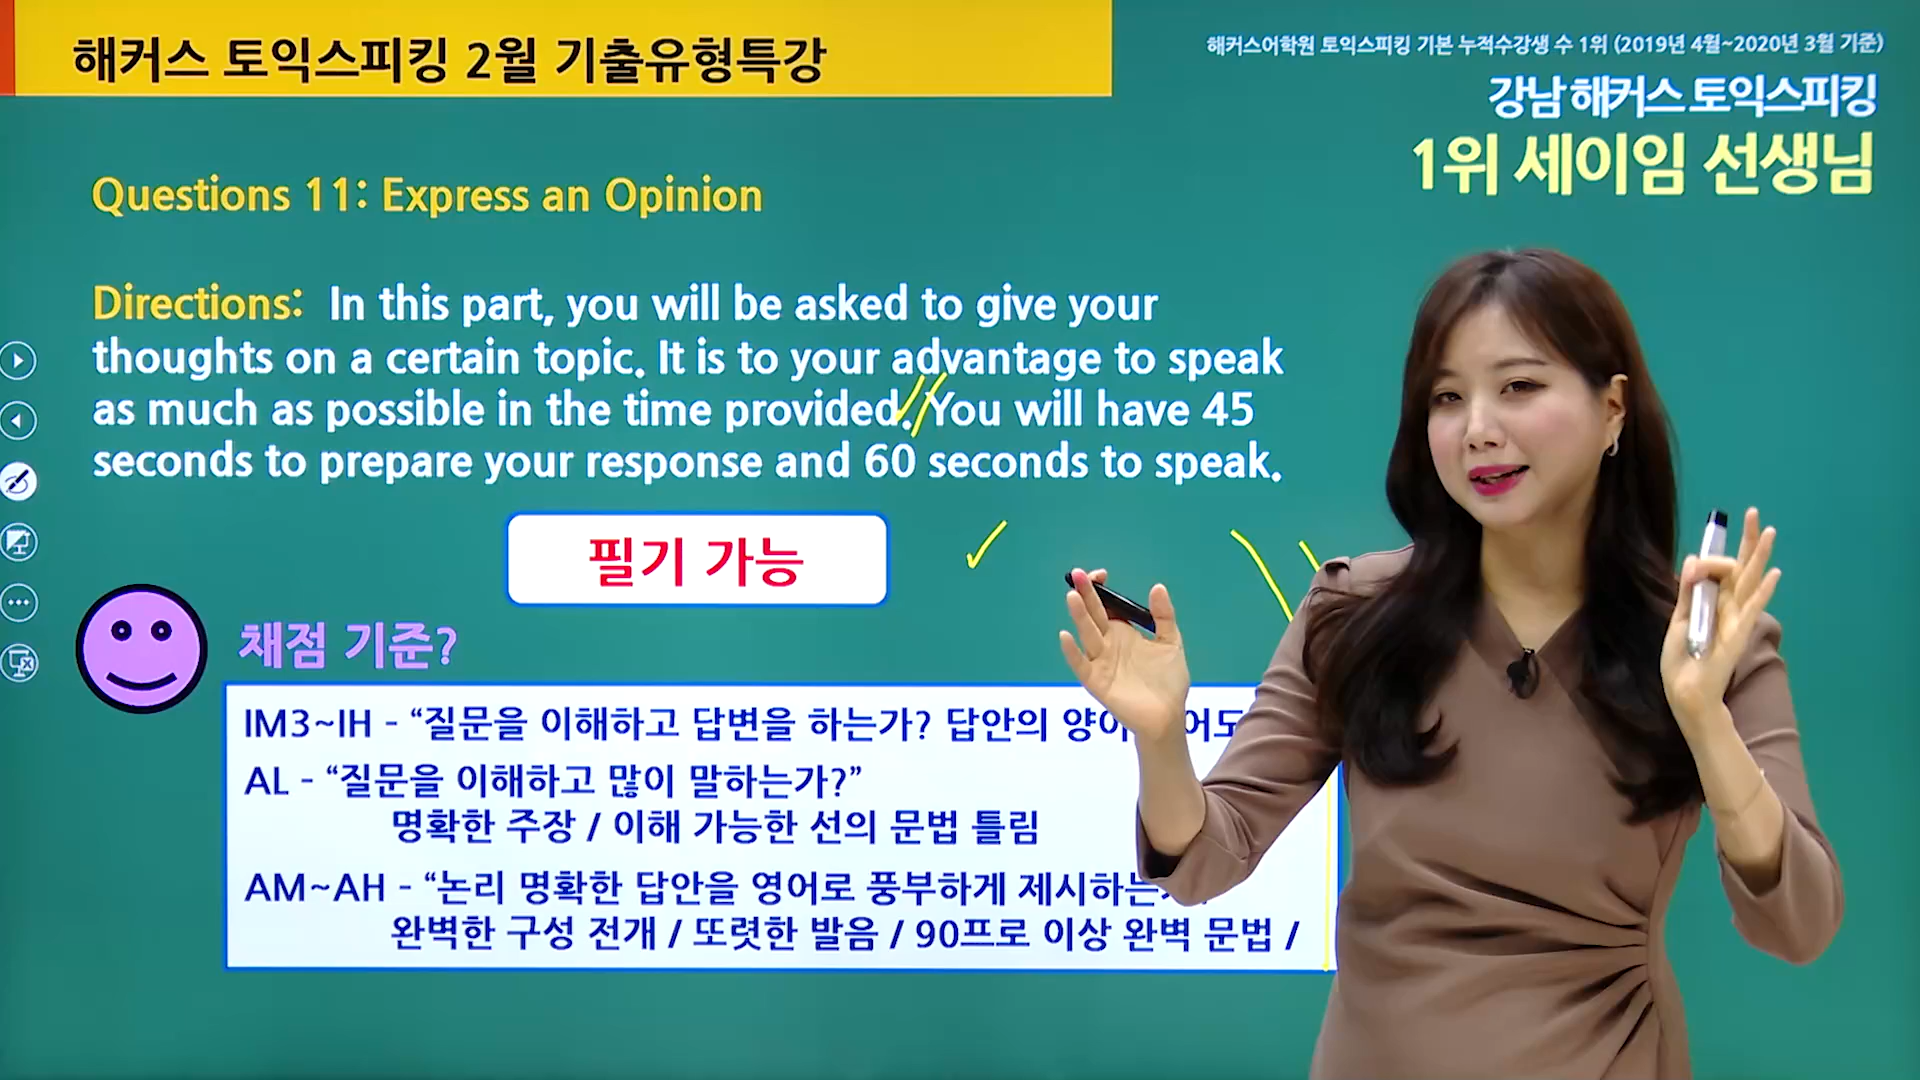 해커스 토익스피킹 2월 기출유형특강
해커스어학원 토익스피킹 기본 누적수강생 수 1위 (2019년 4월~2020년 3월 기준)
강남 해커스 토익스피킹
1위 세이임 선생님
Questions 11: Express an Opinion
Directions: In this part, you will be asked to give your
thoughts on a certain topic. It is to your advantage to speak
as much as possible in the time provided. You will have 45
seconds to prepare your response and 60 seconds to speak.
필기 가능
채점 기준?
IM3~IH - “질문을 이해하고 답변을 하는가? 답안의 양이
AL - “질문을 이해하고 많이 말하는가?”
명확한 주장 / 이해 가능한 선의 문법 틀림
AM~AH - “논리 명확한 답안을 영어로 풍부하게 제시하는
완벽한 구성 전개 / 또렷한 발음 / 90프로 이상 완벽 문법 /